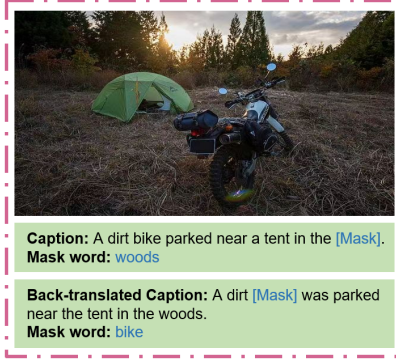 Caption: A dirt bike parked near a tent in the [Mask].
Mask word: woods
Back-translated Caption: A dirt [Mask] was parked
near the tent in the woods.
Mask word: bike